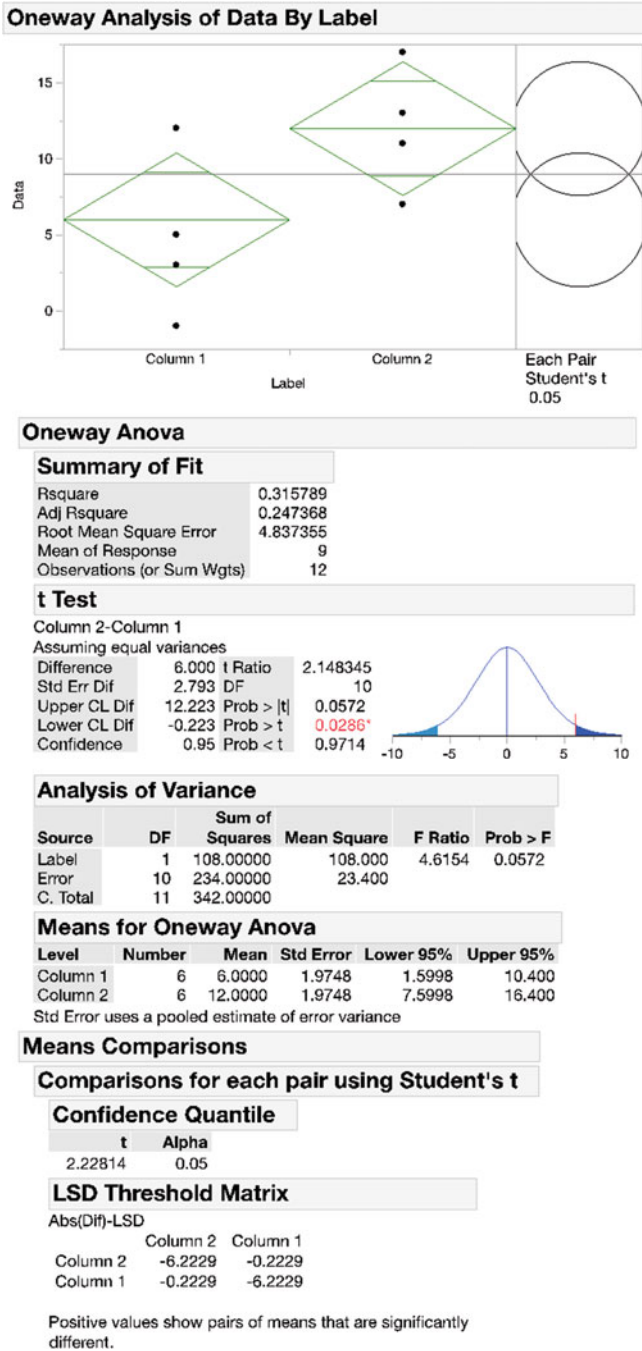 Oneway Analysis of Data By Label
15
10
5
0
Data
Column 1 Column 2
Label
Each Pair
Student's t
0.05
Oneway Anova
Summary of Fit
Rsquare 0.315789
Adj Rsquare 0.247368
Root Mean Square Error 4.837355
Mean of Response 9
Observations (or Sum Wgts) 12
t Test
Column 2-Column 1
Assuming equal variances
Difference 6.000 t Ratio 2.148345
Std Err Dif 2.793 DF 10
Upper CL Dif 12.223 Prob > |t| 0.0572
Lower CL Dif -0.223 Prob > t 0.0286*
Confidence 0.95 Prob < t 0.9714
-10 -5 0 5 10
Analysis of Variance
Sum of
Source DF Squares Mean Square F Ratio Prob > F
Label 1 108.00000 108.000 4.6154 0.0572
Error 10 234.00000 23.400
C. Total 11 342.00000
Means for Oneway Anova
Level Number Mean Std Error Lower 95% Upper 95%
Column 1 6 6.0000 1.9748 1.5998 10.400
Column 2 6 12.0000 1.9748 7.5998 16.400
Std Error uses a pooled estimate of error variance
Means Comparisons
Comparisons for each pair using Student's t
Confidence Quantile
t Alpha
2.22814 0.05
LSD Threshold Matrix
Abs(Dif)-LSD
Column 2 Column 1
Column 2 -6.2229 -0.2229
Column 1 -0.2229 -6.2229
Positive values show pairs of means that are significantly
different.